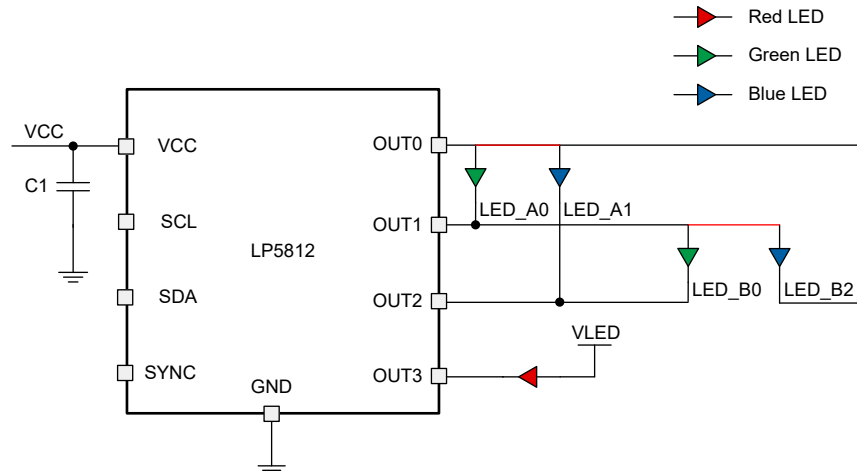 Red LED
Green LED
Blue LED
VCC
C1
VCC
SCL
SDA
SYNC
LP5812
GND
OUT0
OUT1
OUT2
OUT3
LED_A0
LED_A1
LED_B0
LED_B2
VLED